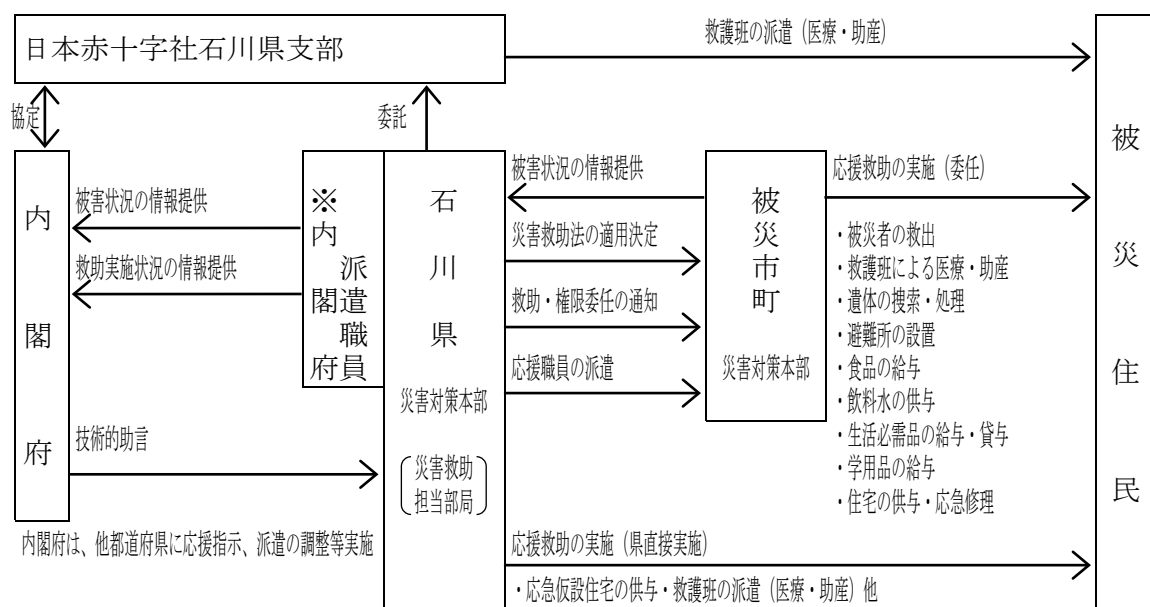 日本赤十字社石川県支部
救護班の派遣（医療・助産）
協定
委託
内閣府
被害状況の情報提供
救助実施状況の情報提供
技術的助言
内閣府は、他都道府県に応援指示、派遣の調整等実施
※内閣府
派遣職員
石川県
災害対策本部
災害救助
担当部局
被害状況の情報提供
災害救助法の適用決定
救助・権限委任の通知
応援職員の派遣
被災市町
災害対策本部
応援救助の実施（委任）
・被災者の救出
・救護班による医療・助産
・遺体の捜索・処理
・避難所の設置
・食品の給与
・飲料水の供与
・生活必需品の給与・貸与
・学用品の給与
・住宅の供与・応急修理
応援救助の実施（県直接実施）
・応急仮設住宅の供与・救護班の派遣（医療・助産）他
被災住民